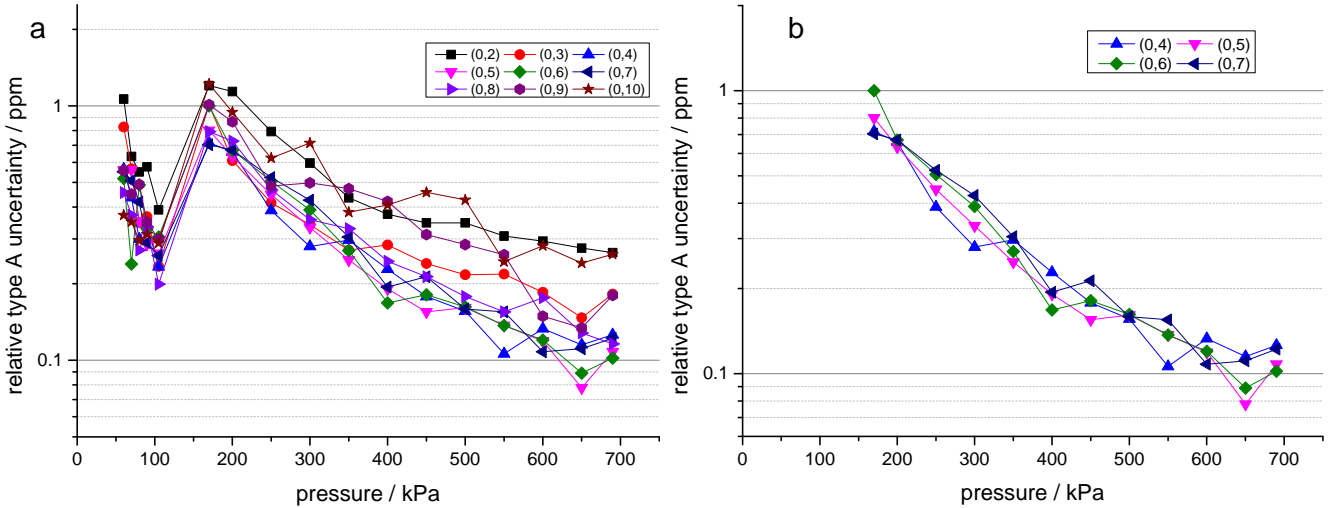 a
relative type A uncertainty / ppm
(0,2) (0,3) (0,4)
(0,5) (0,6) (0,7)
(0,8) (0,9) (0,10)
1
0.1
0 100 200 300 400 500 600 700
pressure / kPa
b
relative type A uncertainty / ppm
(0,4) (0,5)
(0,6) (0,7)
1
0.1
0 100 200 300 400 500 600 700
pressure / kPa